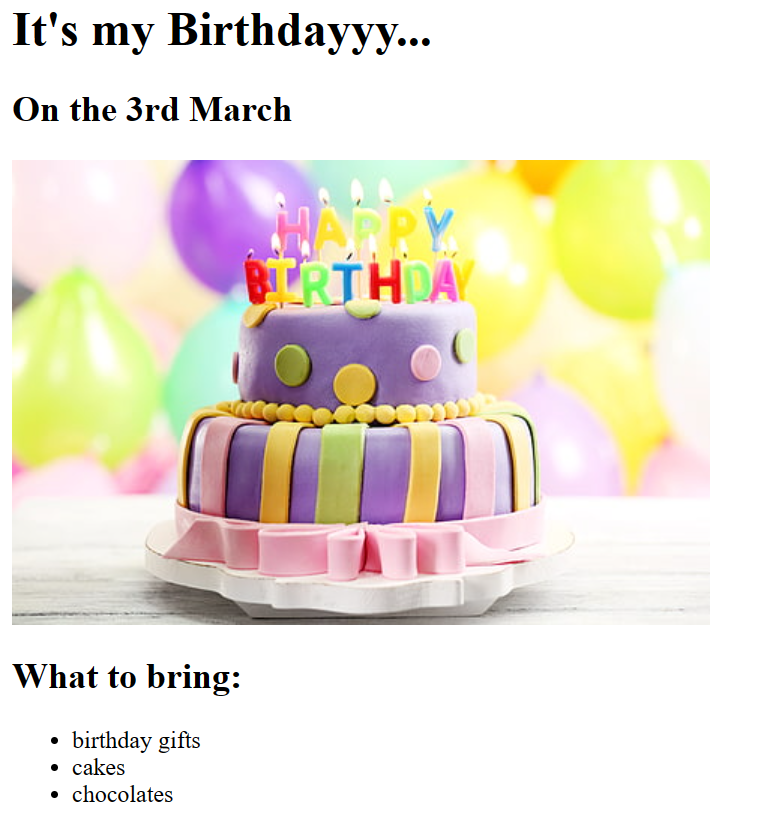 It's my Birthdayyy...
On the 3rd March
HAPPY
BIRTHDAY
What to bring:
birthday gifts
cakes
chocolates